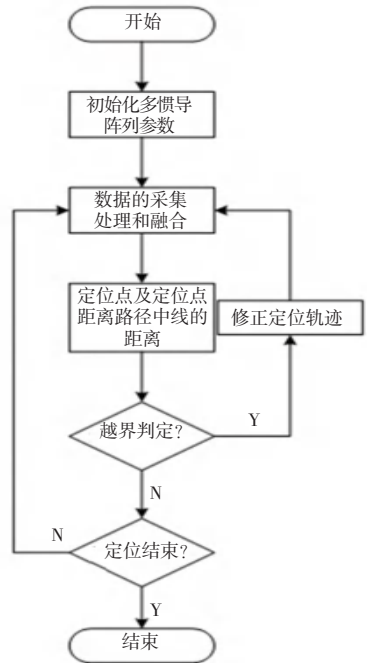 开始
初始化多惯导
阵列参数
数据的采集
处理和融合
定位点及定位点
距离路径中线的
距离
修正定位轨迹
越界判定?
Y
N
定位结束?
N
Y
结束